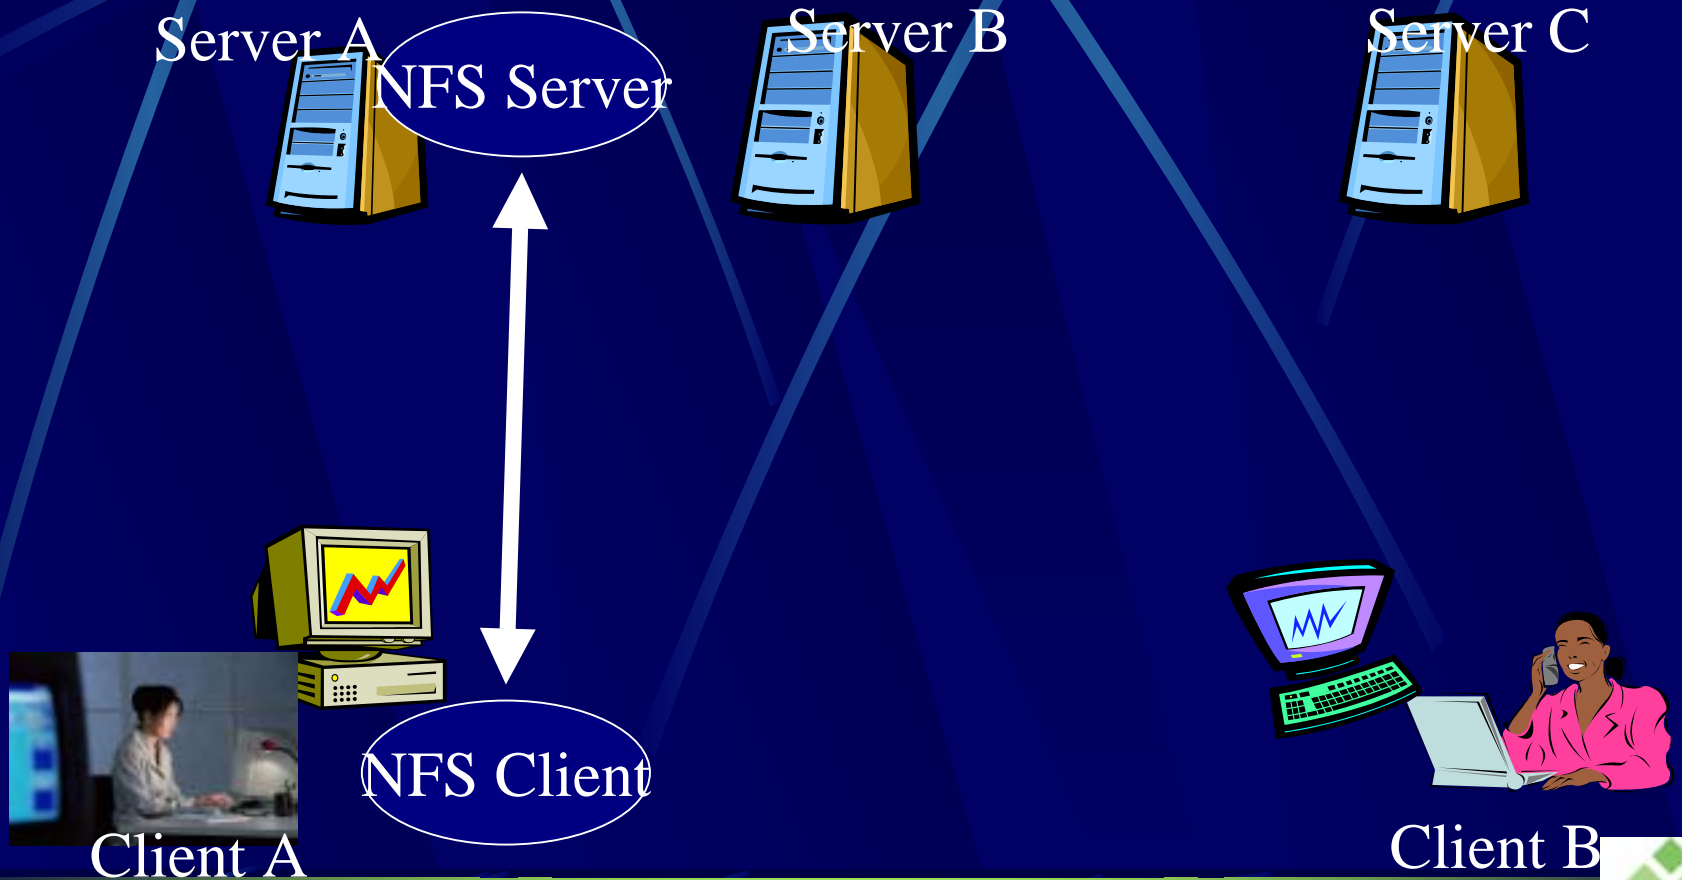 Server A
NFS Server
Server B
Server C
NFS Client
Client A
Client B